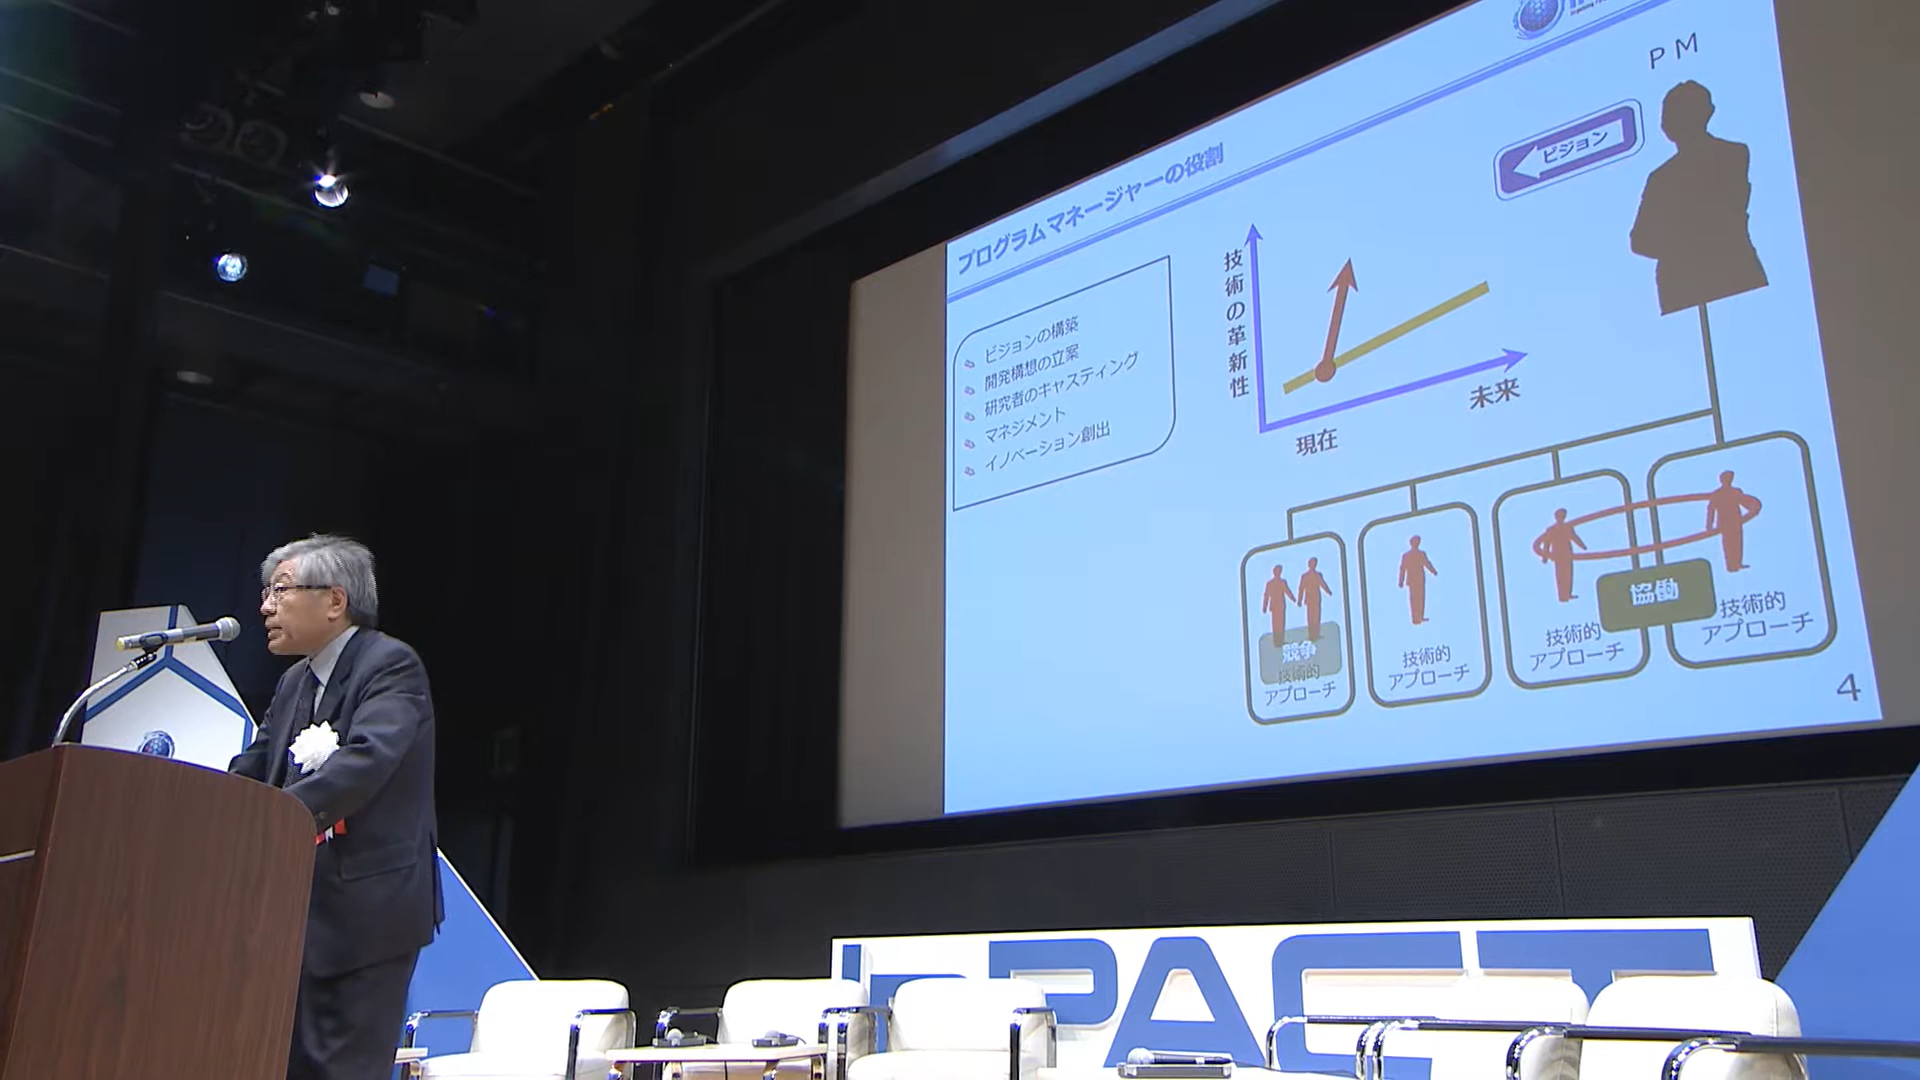 PM
ビジョン
プログラムマネージャーの役割
ビジョンの構築
開発構想の立案
研究者のキャスティング
マネジメント
イノベーション創出
技術の革新性
現在
未来
競争
技術的
アプローチ
技術的
アプローチ
技術的
アプローチ
協働
技術的
アプローチ
4
ImPACT